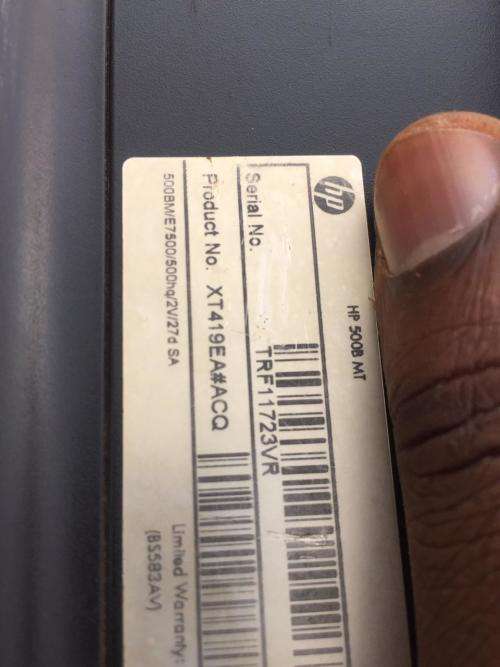 hp
HP 500B MT
Serial No.
TRF11723VR
Product No. XT419EA#ACQ
500BM/E7500/500hq/2V/27d SA
Limited Warranty:
(BS583AV)